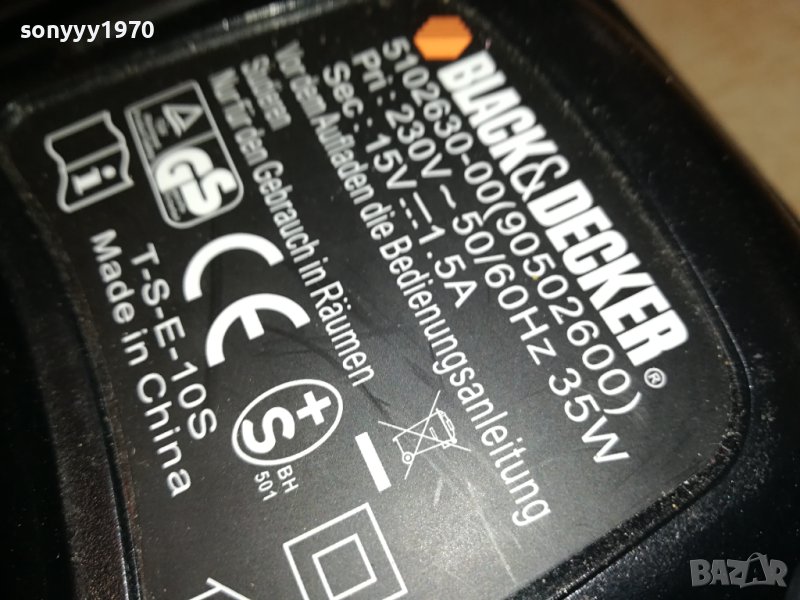 sonyyy1970
BLACK&DECKER®
5102630-00(90502600)
Pri : 230V ~ 50/60Hz 35W
Sec : 15V⎓1.5A
Vor dem Aufladen die Bedienungsanleitung
Studieren
Nur für den Gebrauch in Räumen
GS
CE
+S
BH
501
T-S-E-10S
Made in China
BAZAR